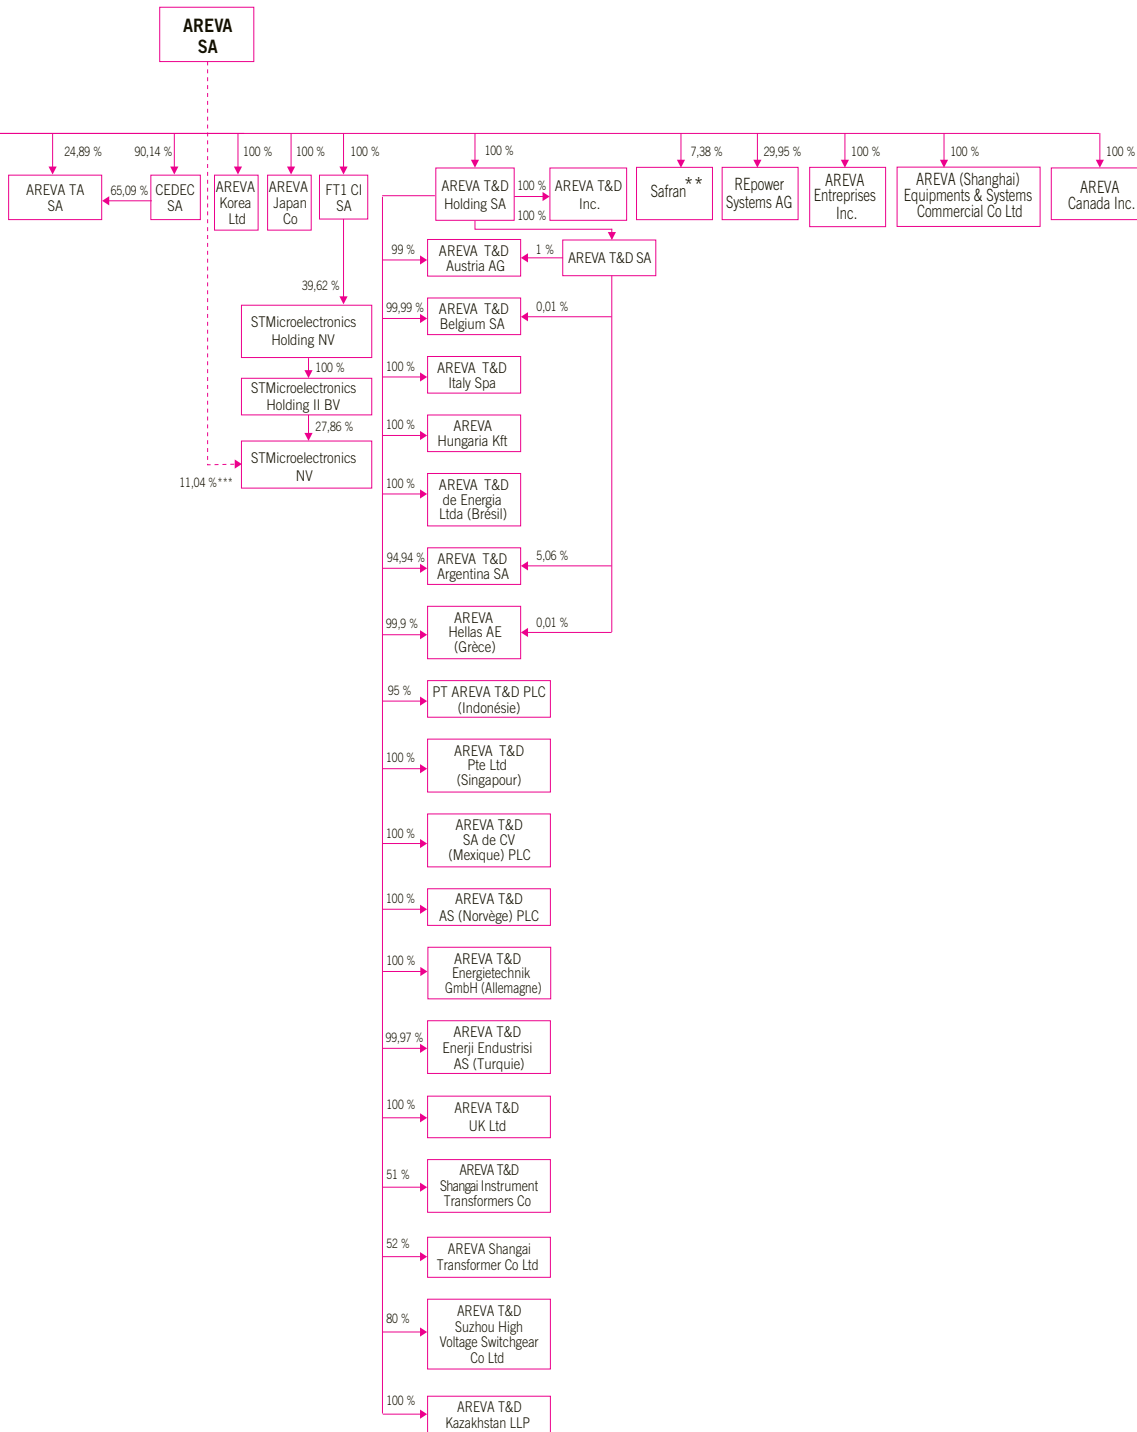 AREVA
SA
24,89 %
90,14 %
100 %
100 %
100 %
100 %
7,38 %
29,95 %
100 %
100 %
100 %
AREVA TA
SA
65,09 %
CEDEC
SA
AREVA
Korea
Ltd
AREVA
Japan
Co
FT1 CI
SA
AREVA T&D
Holding SA
100 %
100 %
AREVA T&D
Inc.
Safran**
REpower
Systems AG
AREVA
Entreprises
Inc.
AREVA (Shanghai)
Equipments & Systems
Commercial Co Ltd
AREVA
Canada Inc.
99 %
AREVA T&D
Austria AG
1 %
AREVA T&D SA
39,62 %
STMicroelectronics
Holding NV
100 %
STMicroelectronics
Holding II BV
27,86 %
STMicroelectronics
NV
11,04 %***
99,99 %
AREVA T&D
Belgium SA
0,01 %
100 %
AREVA T&D
Italy Spa
100 %
AREVA
Hungaria Kft
100 %
AREVA T&D
de Energia
Ltda (Brésil)
94,94 %
AREVA T&D
Argentina SA
5,06 %
99,9 %
AREVA
Hellas AE
(Grèce)
0,01 %
95 %
PT AREVA T&D PLC
(Indonésie)
100 %
AREVA T&D
Pte Ltd
(Singapour)
100 %
AREVA T&D
SA de CV
(Mexique) PLC
100 %
AREVA T&D
AS (Norvège) PLC
100 %
AREVA T&D
Energietechnik
GmbH (Allemagne)
99,97 %
AREVA T&D
Enerji Endustrisi
AS (Turquie)
100 %
AREVA T&D
UK Ltd
51 %
AREVA T&D
Shangai Instrument
Transformers Co
52 %
AREVA Shangai
Transformer Co Ltd
80 %
AREVA T&D
Suzhou High
Voltage Switchgear
Co Ltd
100 %
AREVA T&D
Kazakhstan LLP